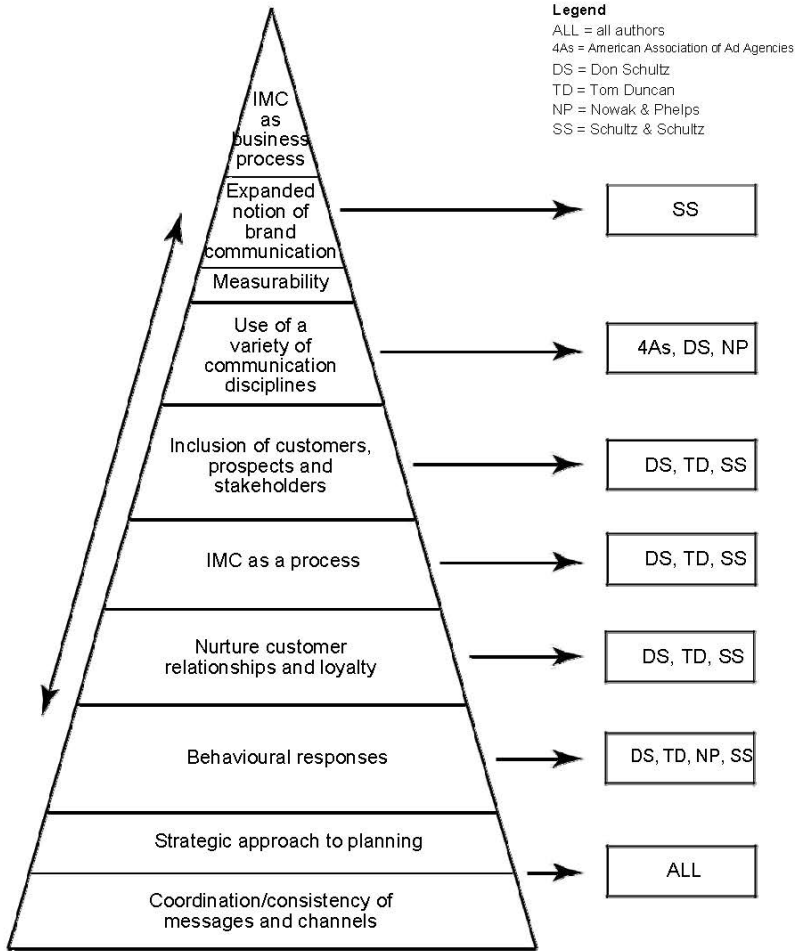 Legend
ALL = all authors
4As = American Association of Ad Agencies
DS = Don Schultz
TD = Tom Duncan
NP = Nowak & Phelps
SS = Schultz & Schultz
IMC
as
business
process
Expanded
notion of
brand
communication
SS
Measurability
Use of a
variety of
communication
disciplines
4As, DS, NP
Inclusion of customers,
prospects and
stakeholders
DS, TD, SS
IMC as a process
DS, TD, SS
Nurture customer
relationships and loyalty
DS, TD, SS
Behavioural responses
DS, TD, NP, SS
Strategic approach to planning
ALL
Coordination/consistency of
messages and channels